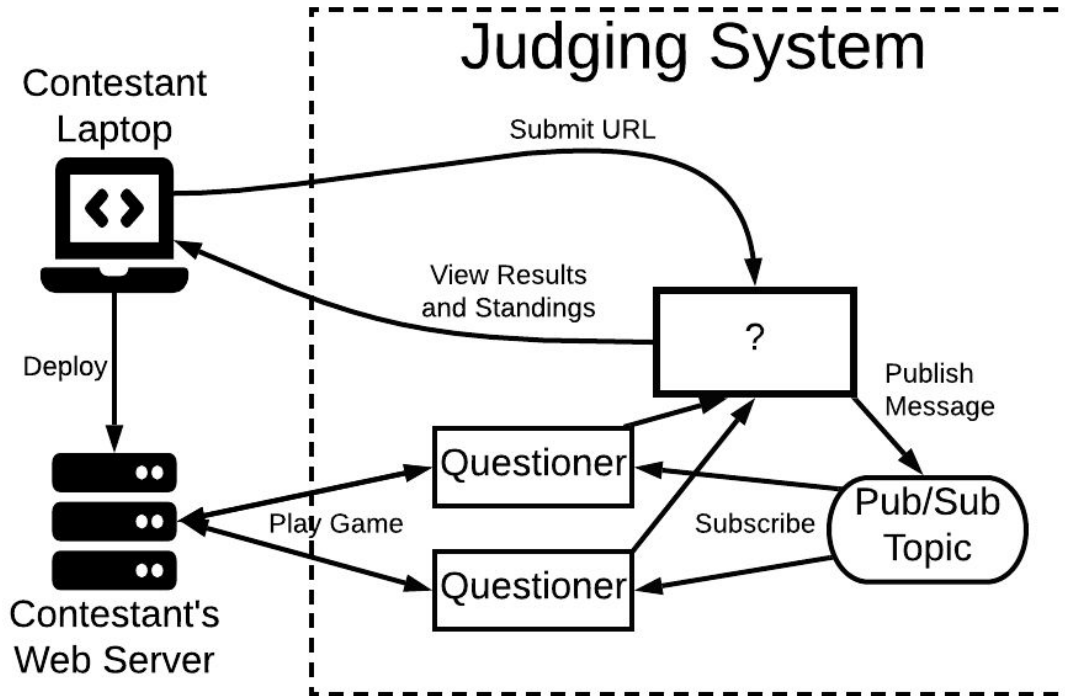 Judging System
Contestant
Laptop
Submit URL
View Results
and Standings
?
Deploy
Publish
Message
Questioner
Play Game
Subscribe
Pub/Sub
Topic
Questioner
Contestant's
Web Server